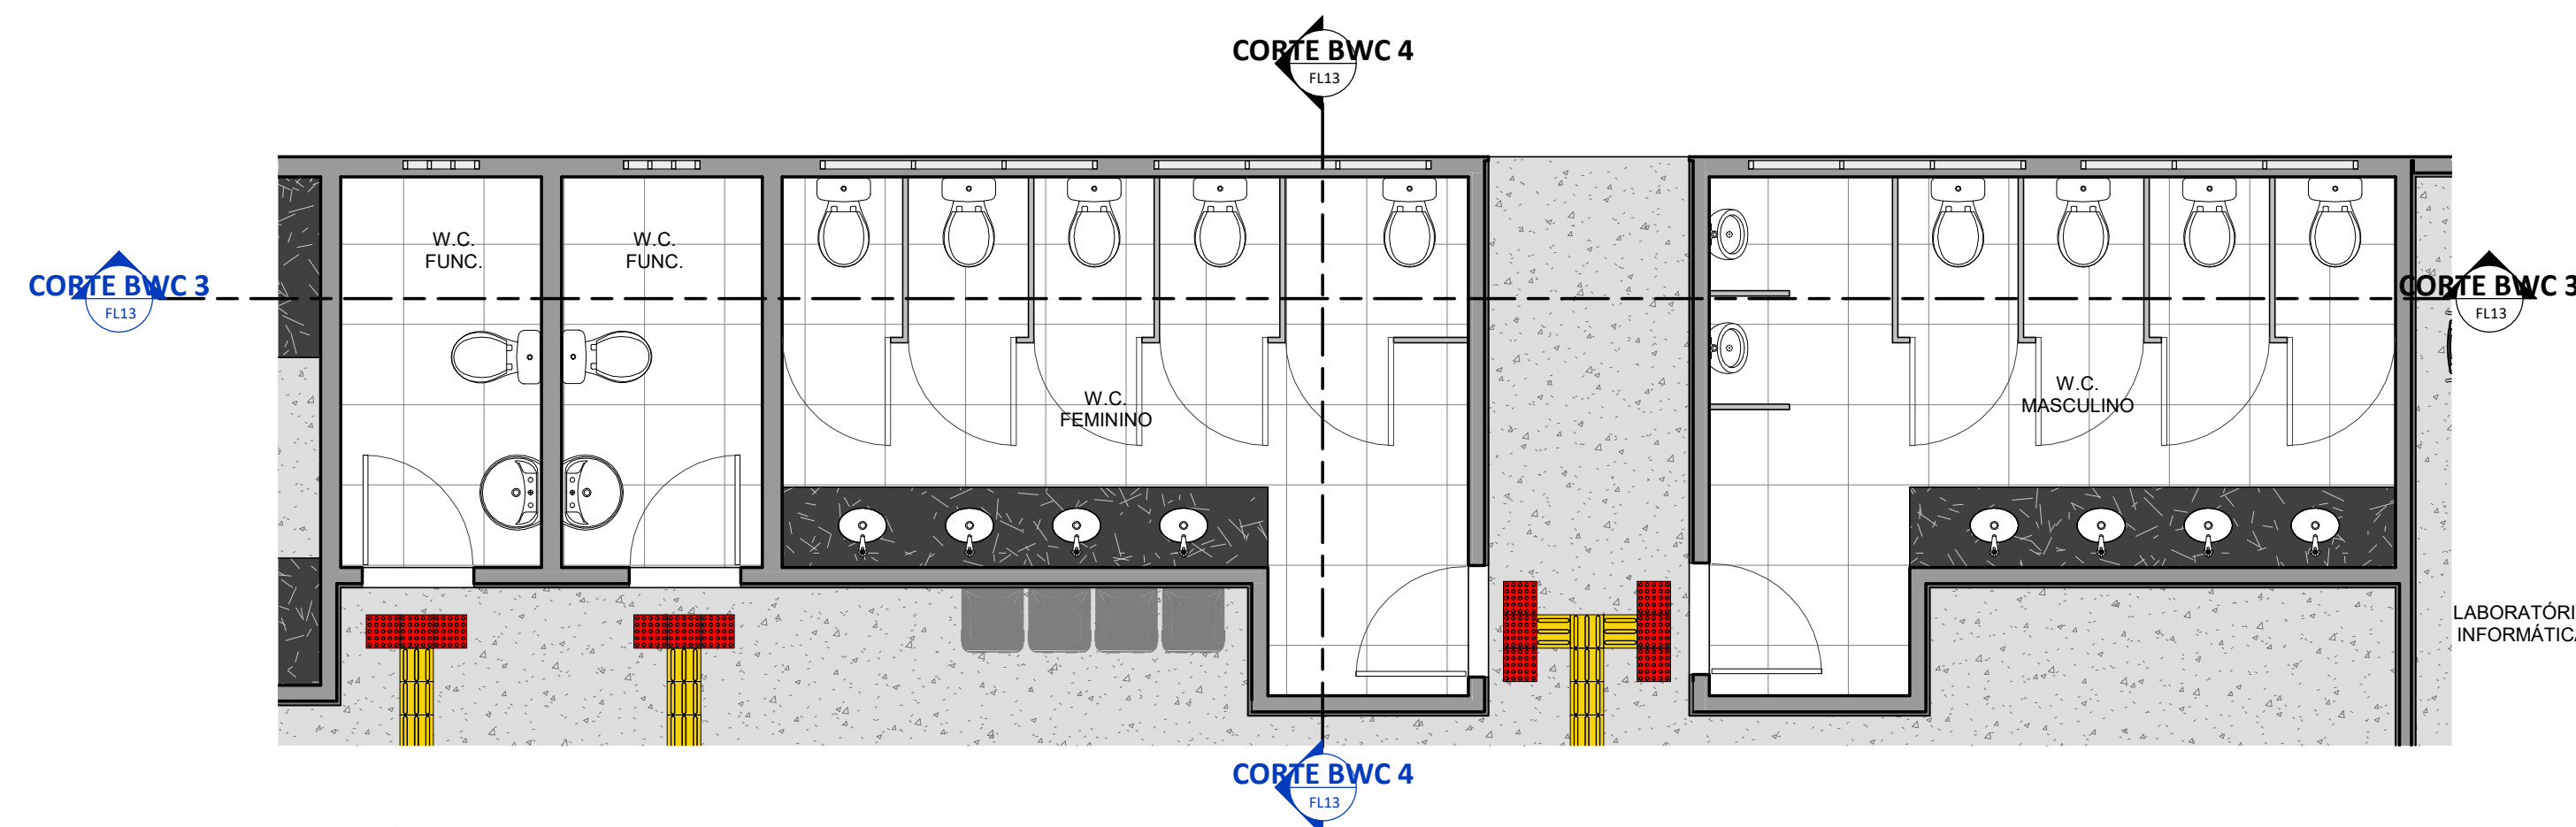 CORTE BWC 4
FL13
W.C.
FUNC.
W.C.
FUNC.
CORTE BWC 3
FL13
CORTE BWC 3
FL13
W.C.
FEMININO
W.C.
MASCULINO
LABORATÓRI
INFORMÁTICA
CORTE BWC 4
FL13